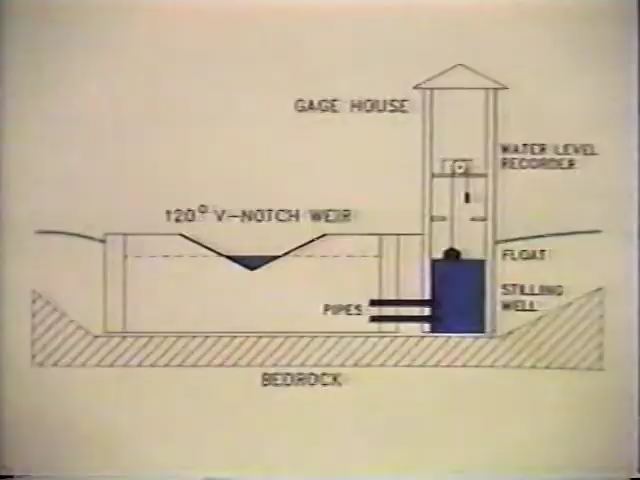 GAGE HOUSE
WATER LEVEL
RECORDER
120° V-NOTCH WEIR
FLOAT
STILLING
WELL
PIPES
BEDROCK